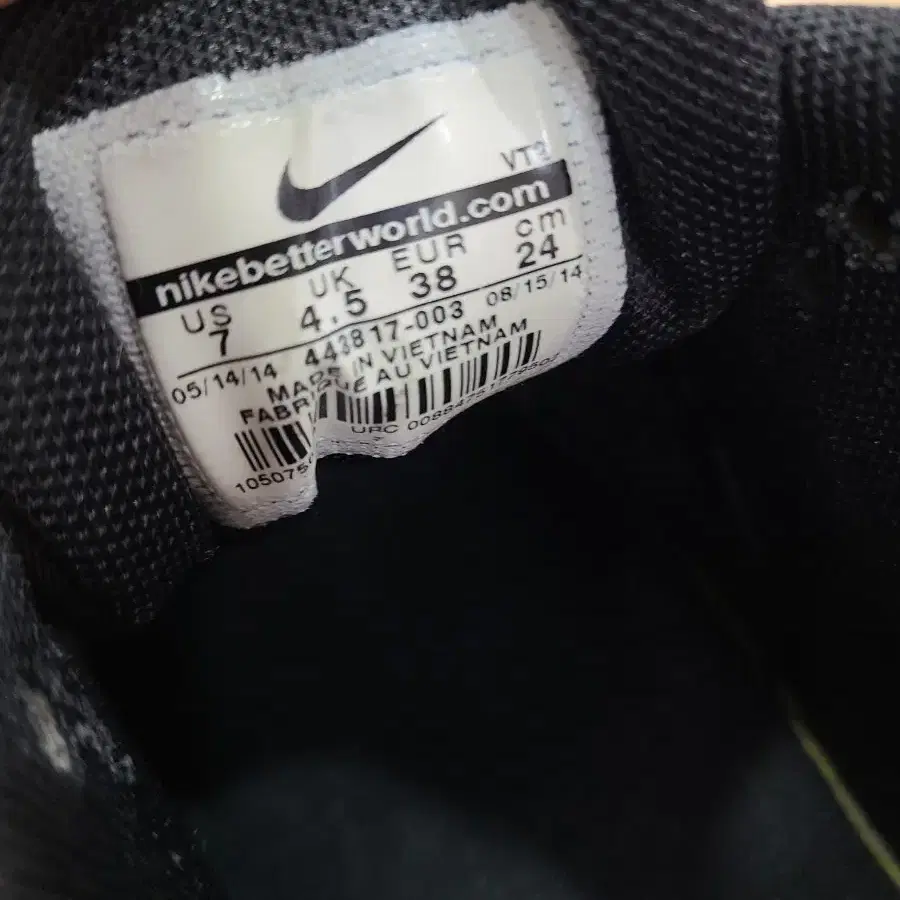 nikebetterworld.com
US UK EUR cm
7 4.5 38 24
05/14/14 443817-003 08/15/14
MADE IN VIETNAM
FABRIQUE AU VIETNAM